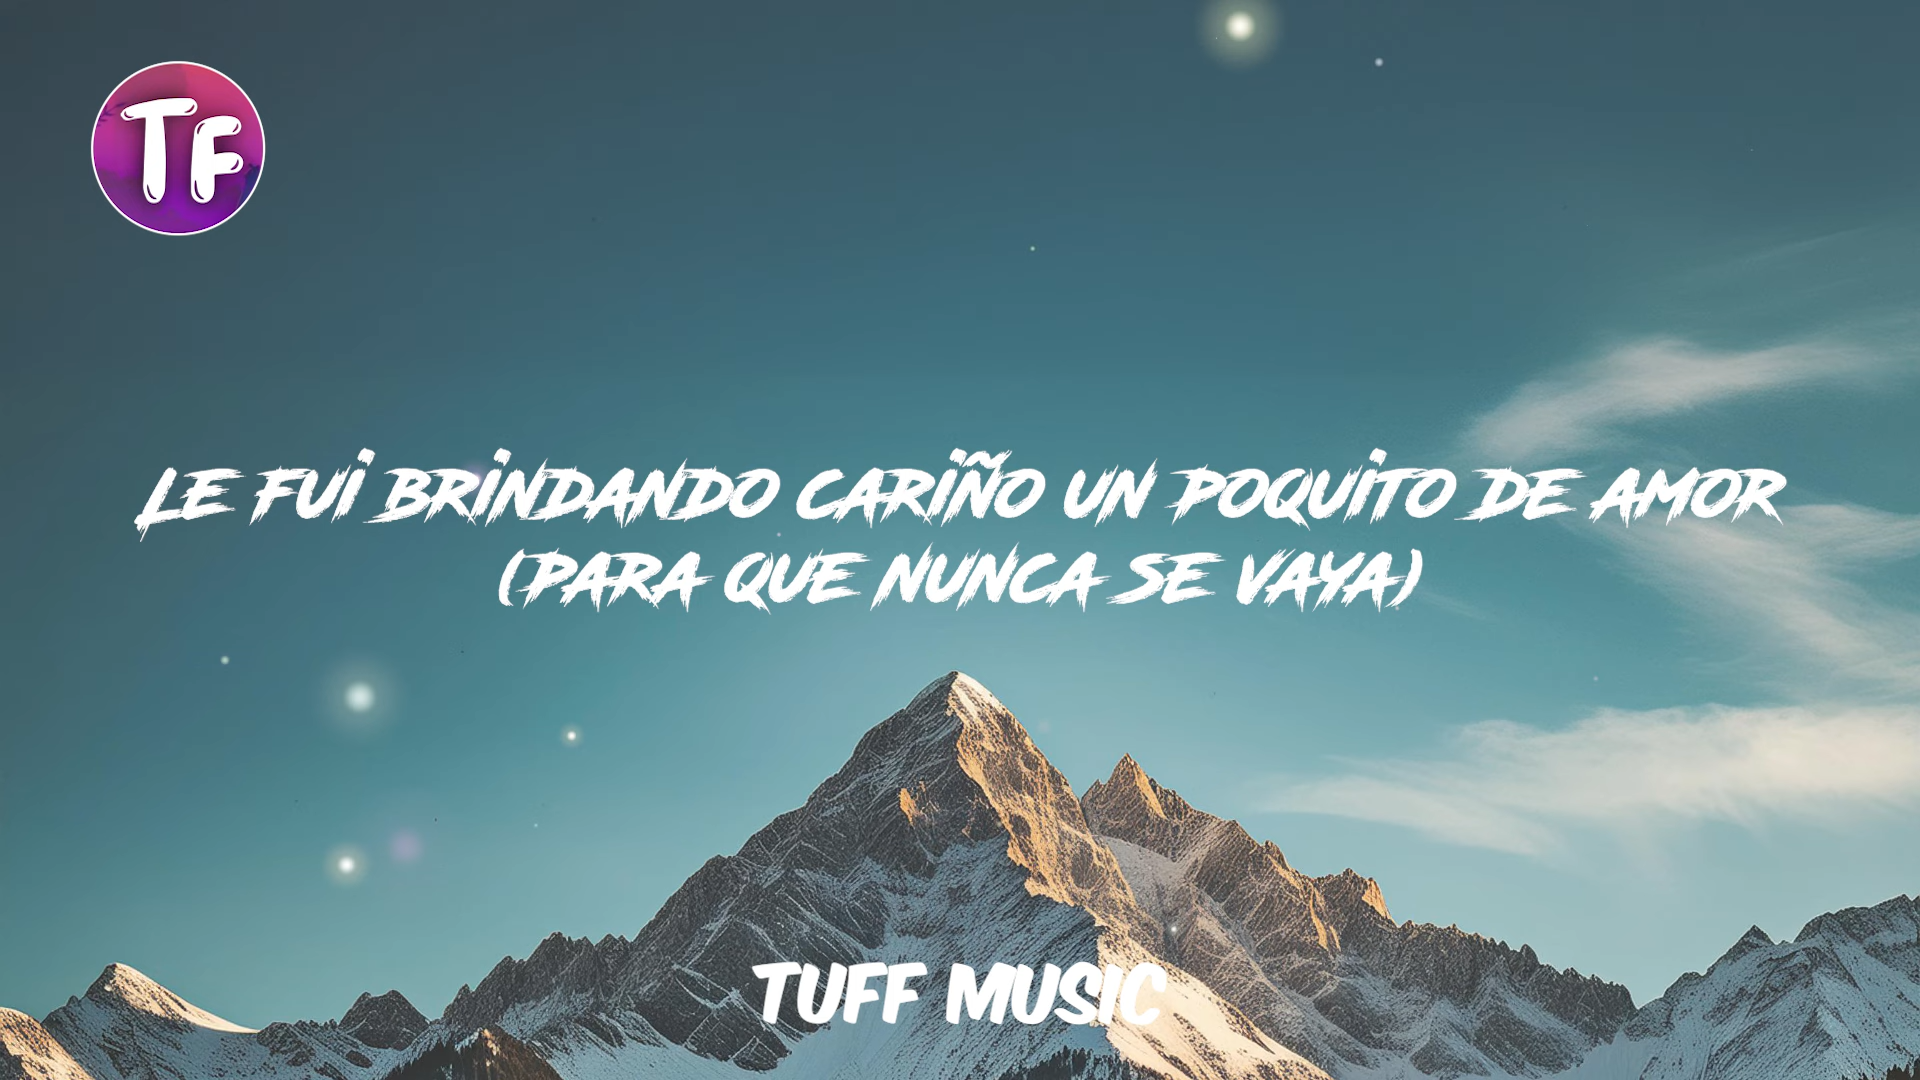 TF
LE FUI BRINDANDO CARIÑO UN POQUITO DE AMOR
(PARA QUE NUNCA SE VAYA)
TUFF MUSIC